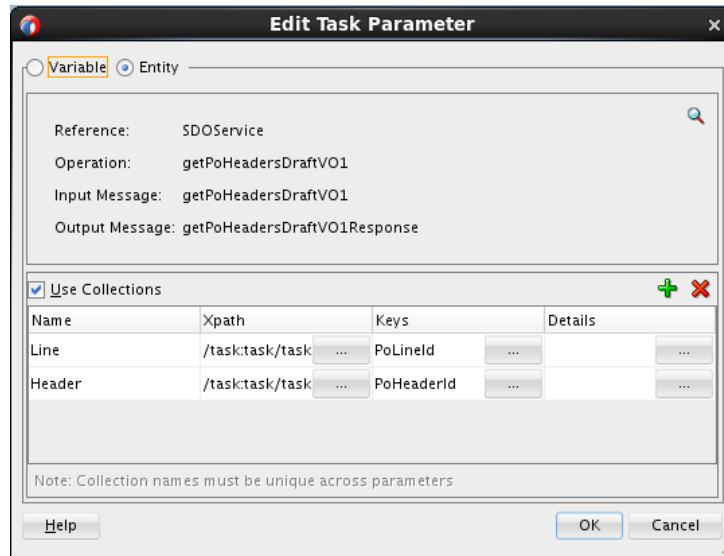 Edit Task Parameter
Variable Entity
Reference: SDOService
Operation: getPoHeadersDraftVO1
Input Message: getPoHeadersDraftVO1
Output Message: getPoHeadersDraftVO1Response
Use Collections
Name Xpath Keys Details
Line /task:task/task ... PoLineId ... ...
Header /task:task/task ... PoHeaderId ... ...
Note: Collection names must be unique across parameters
Help OK Cancel